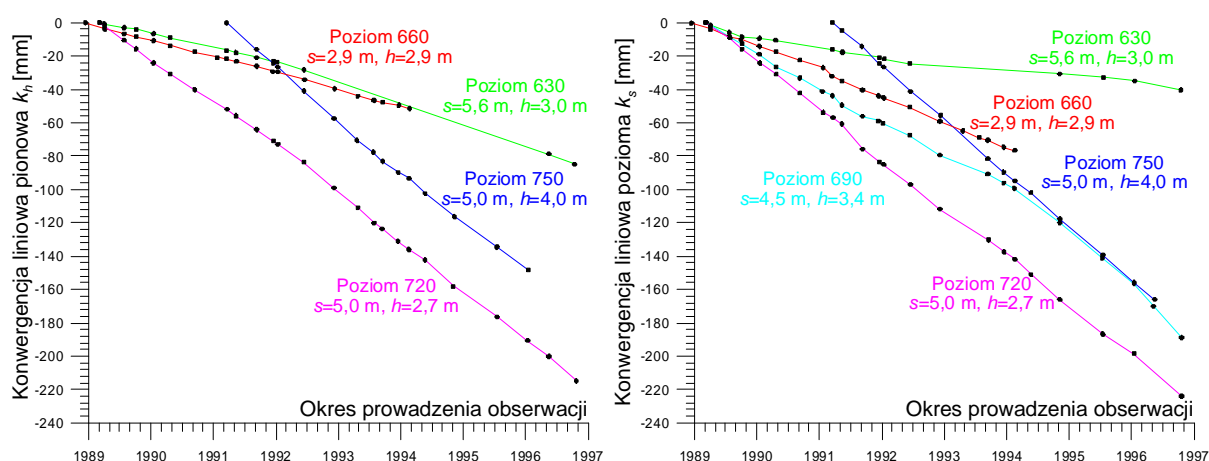 Konwergencja liniowa pionowa k_h [mm]
0
-20
-40
-60
-80
-100
-120
-140
-160
-180
-200
-220
-240
Poziom 660
s=2,9 m, h=2,9 m
Poziom 630
s=5,6 m, h=3,0 m
Poziom 750
s=5,0 m, h=4,0 m
Poziom 720
s=5,0 m, h=2,7 m
Okres prowadzenia obserwacji
1989 1990 1991 1992 1993 1994 1995 1996 1997
Konwergencja liniowa pozioma k_s [mm]
0
-20
-40
-60
-80
-100
-120
-140
-160
-180
-200
-220
-240
Poziom 630
s=5,6 m, h=3,0 m
Poziom 660
s=2,9 m, h=2,9 m
Poziom 750
s=5,0 m, h=4,0 m
Poziom 690
s=4,5 m, h=3,4 m
Poziom 720
s=5,0 m, h=2,7 m
Okres prowadzenia obserwacji
1989 1990 1991 1992 1993 1994 1995 1996 1997